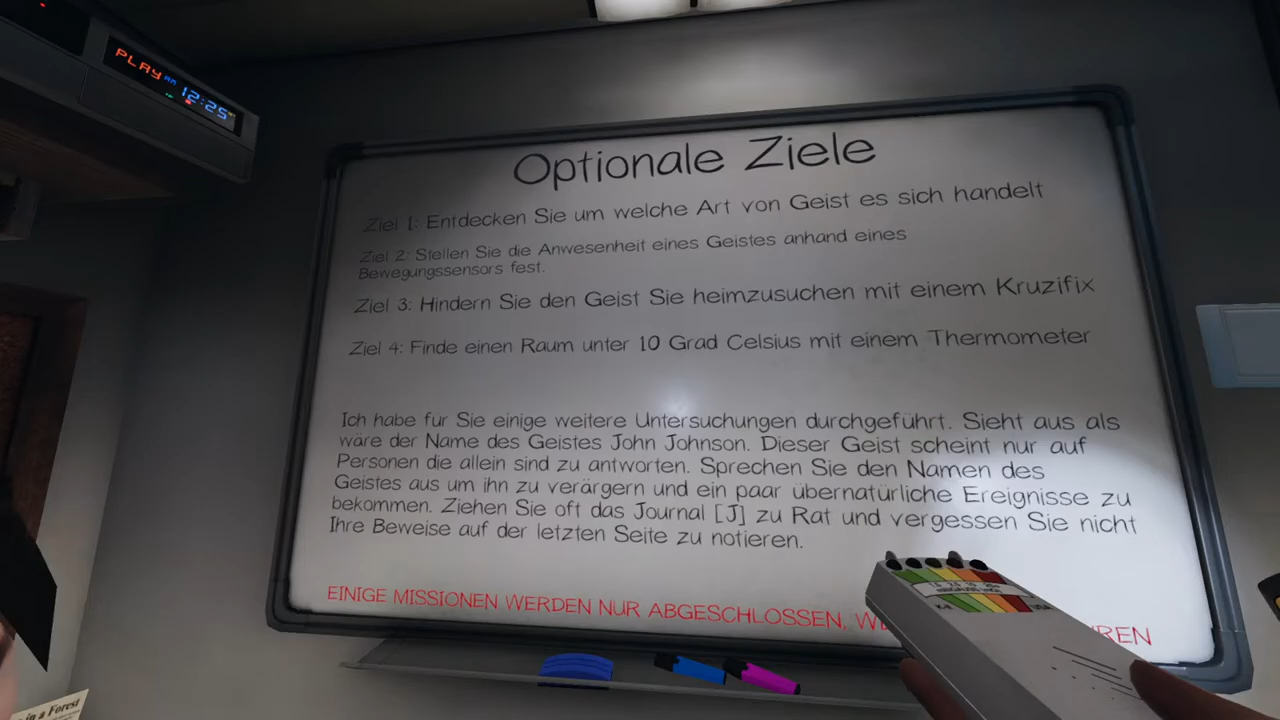 PLAY AM 12:25
Optionale Ziele
Ziel 1: Entdecken Sie um welche Art von Geist es sich handelt
Ziel 2: Stellen Sie die Anwesenheit eines Geistes anhand eines
Bewegungssensors fest.
Ziel 3: Hindern Sie den Geist Sie heimzusuchen mit einem Kruzifix
Ziel 4: Finde einen Raum unter 10 Grad Celsius mit einem Thermometer
Ich habe für Sie einige weitere Untersuchungen durchgeführt. Sieht aus als
wäre der Name des Geistes John Johnson. Dieser Geist scheint nur auf
Personen die allein sind zu antworten. Sprechen Sie den Namen des
Geistes aus um ihn zu verärgern und ein paar übernatürliche Ereignisse zu
bekommen. Ziehen Sie oft das Journal [J] zu Rat und vergessen Sie nicht
Ihre Beweise auf der letzten Seite zu notieren.
EINIGE MISSIONEN WERDEN NUR ABGESCHLOSSEN,
in a Forest